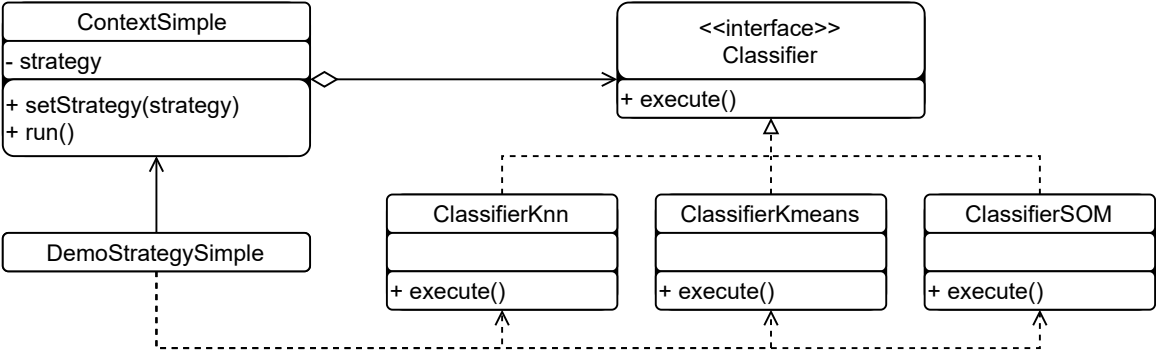 ContextSimple
- strategy
+ setStrategy(strategy)
+ run()
<<interface>>
Classifier
+ execute()
DemoStrategySimple
ClassifierKnn
+ execute()
ClassifierKmeans
+ execute()
ClassifierSOM
+ execute()